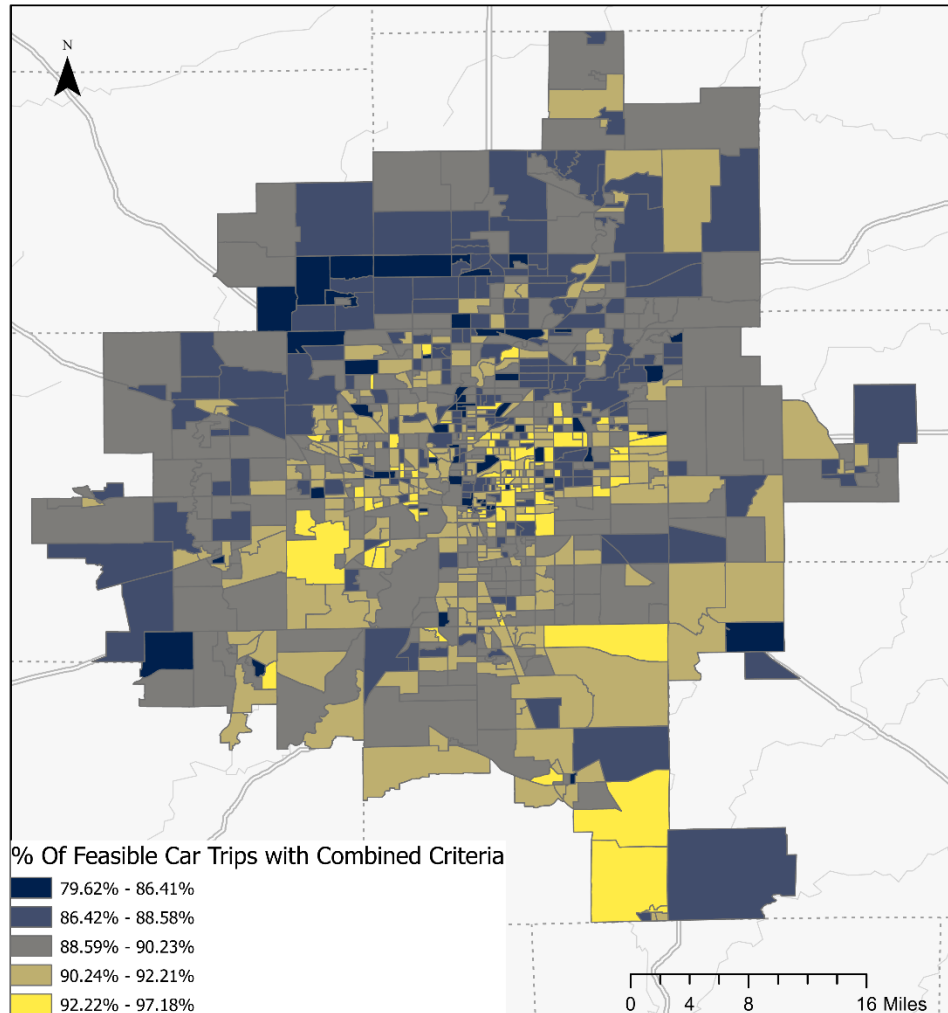 N
% Of Feasible Car Trips with Combined Criteria
79.62% - 86.41%
86.42% - 88.58%
88.59% - 90.23%
90.24% - 92.21%
92.22% - 97.18%
0 4 8 16 Miles